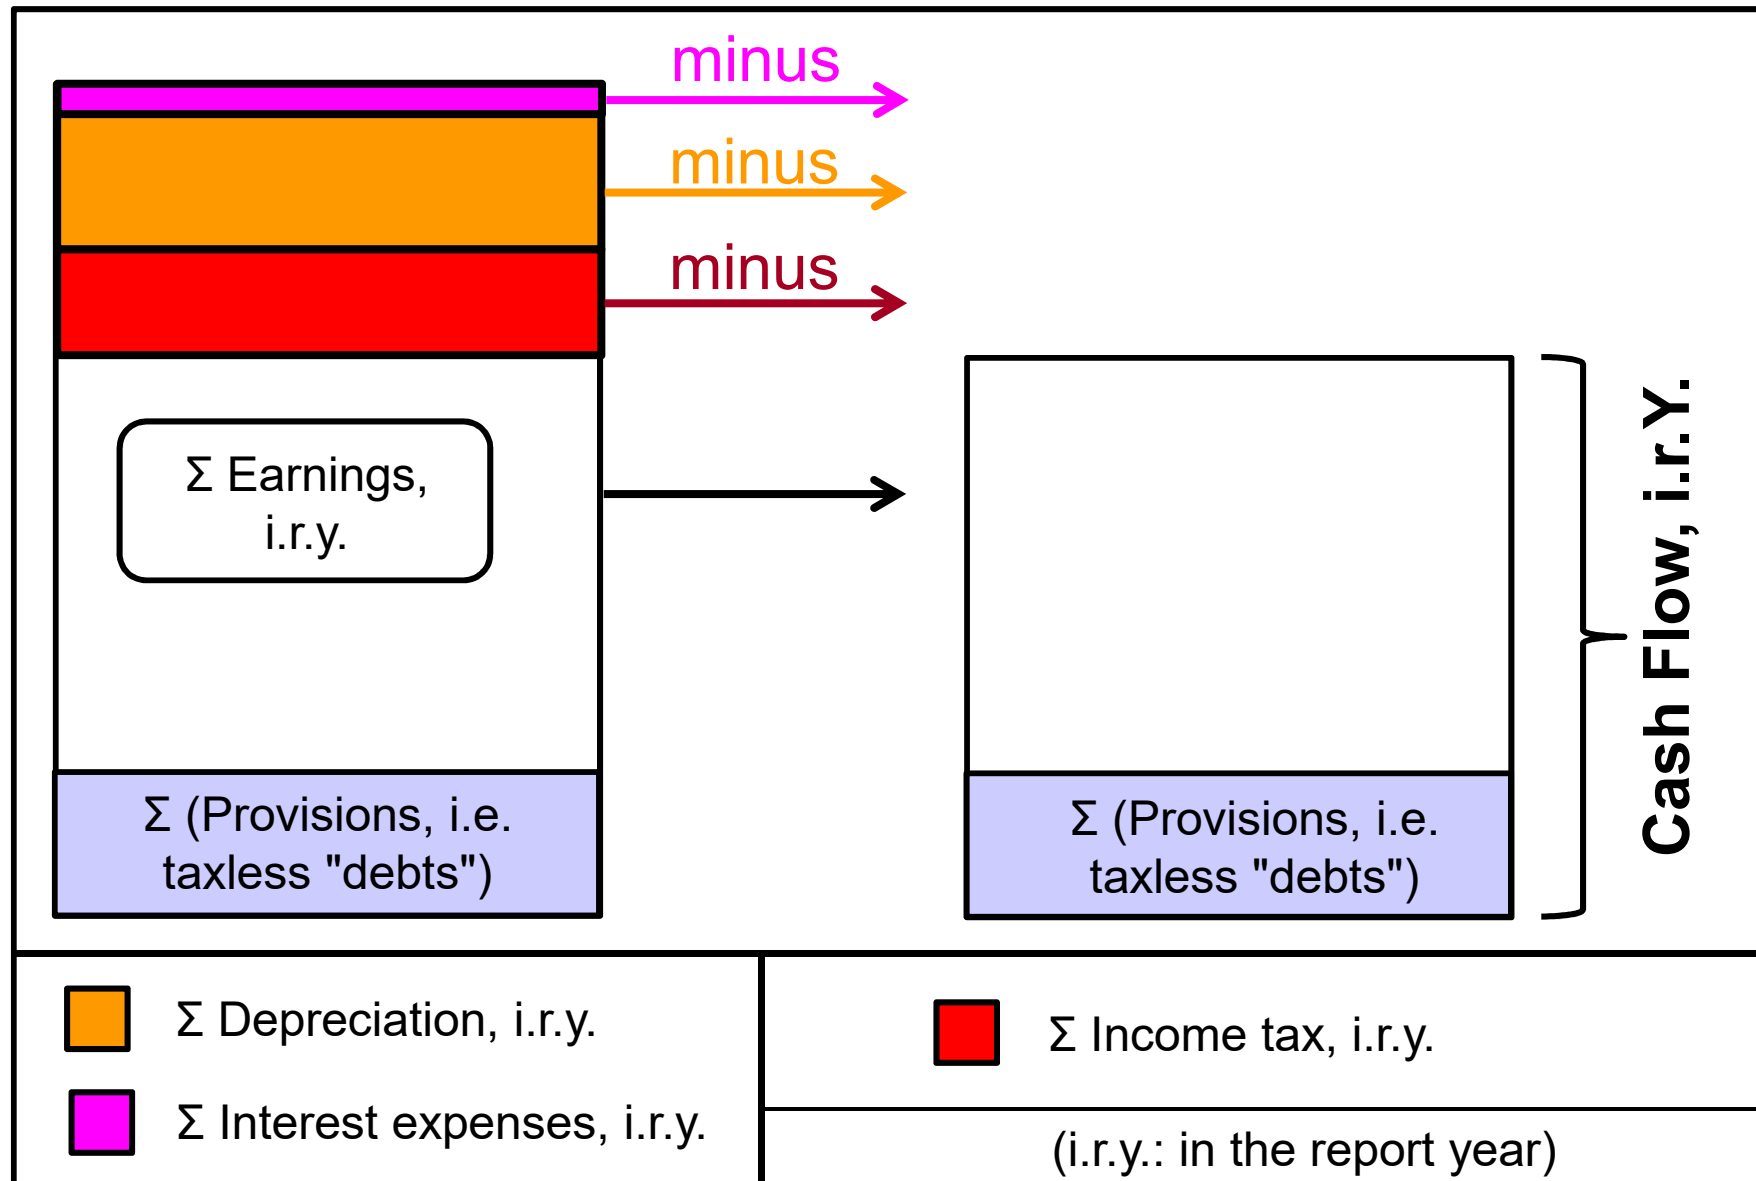 minus
minus
minus
Σ Earnings,
i.r.y.
Σ (Provisions, i.e.
taxless "debts")
Σ (Provisions, i.e.
taxless "debts")
Cash Flow, i.r.Y.
Σ Depreciation, i.r.y.
Σ Interest expenses, i.r.y.
Σ Income tax, i.r.y.
(i.r.y.: in the report year)